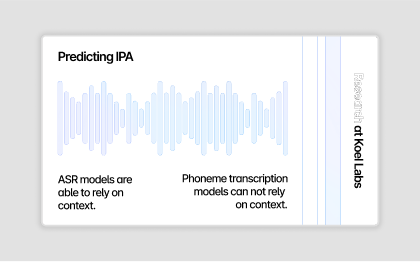 Predicting IPA
ASR models are
able to rely on
context.
Phoneme transcription
models can not rely
on context.
Research at Koel Labs